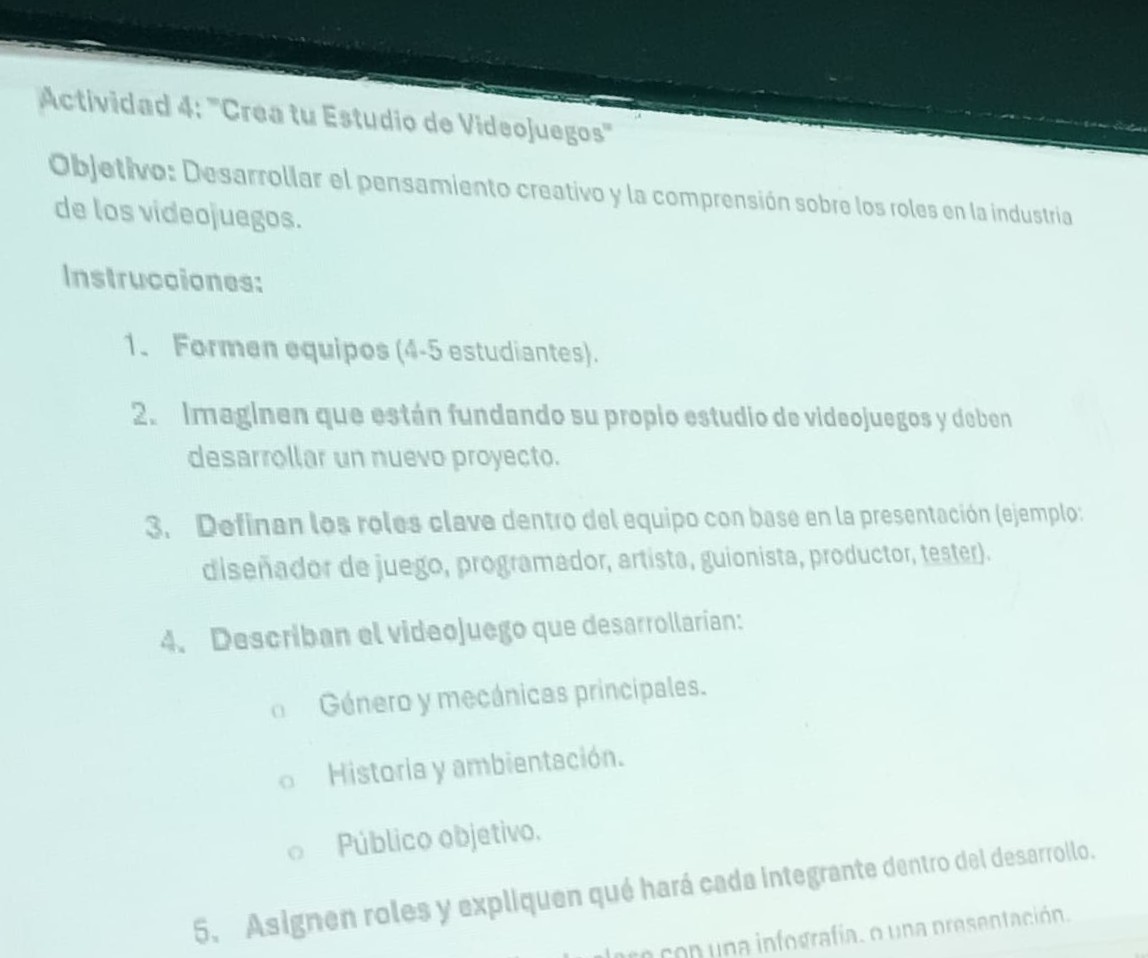 Actividad 4: "Crea tu Estudio de Videojuegos"
Objetivo: Desarrollar el pensamiento creativo y la comprensión sobre los roles en la industria
de los videojuegos.
Instrucciones:
1. Formen equipos (4-5 estudiantes).
2. Imaginen que están fundando su propio estudio de videojuegos y deben
desarrollar un nuevo proyecto.
3. Definan los roles clave dentro del equipo con base en la presentación (ejemplo:
diseñador de juego, programador, artista, guionista, productor, tester).
4. Describan el videojuego que desarrollarían:
o Género y mecánicas principales.
o Historia y ambientación.
o Público objetivo.
5. Asignen roles y expliquen qué hará cada integrante dentro del desarrollo.
con una infografía, o una presentación.